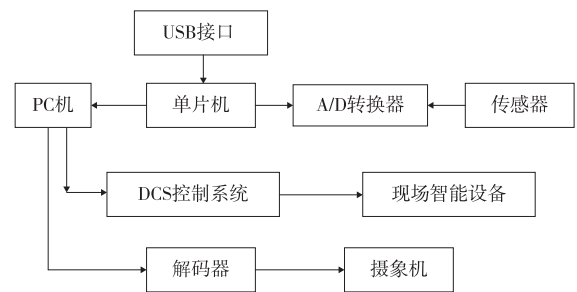 USB接口
PC机
单片机
A/D转换器
传感器
DCS控制系统
现场智能设备
解码器
摄象机